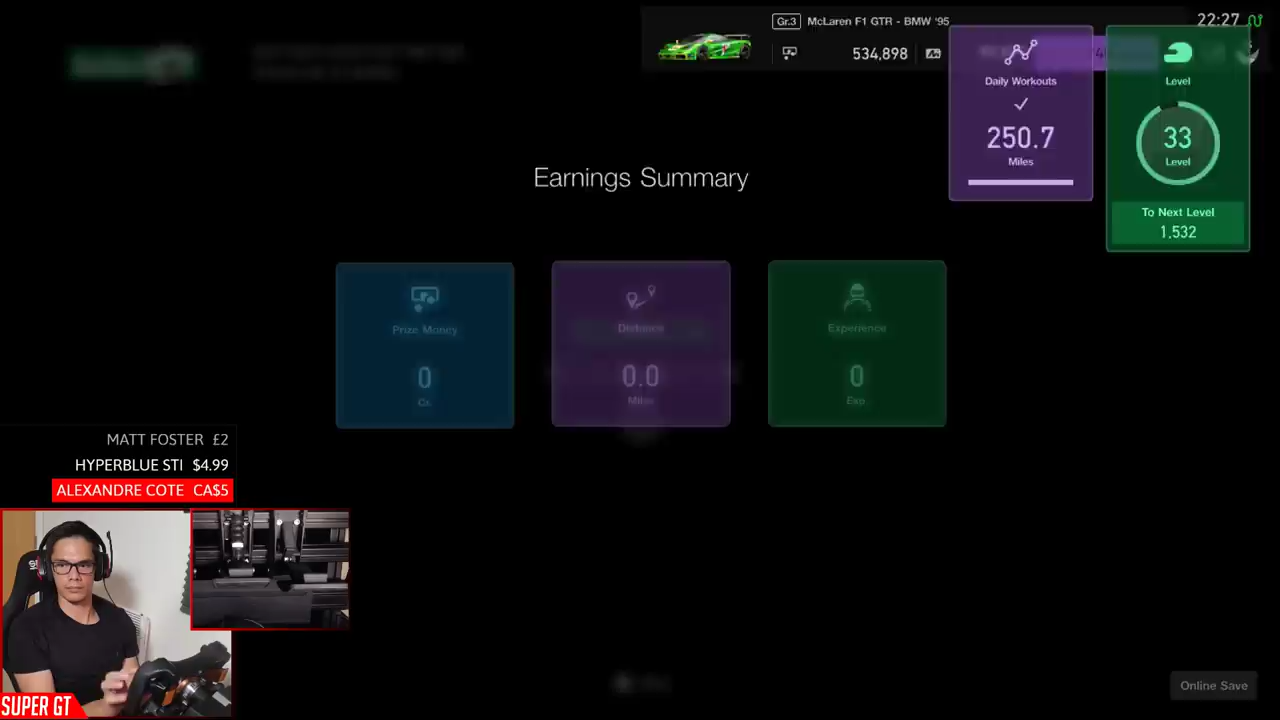 Gr.3 McLaren F1 GTR - BMW '95
22:27
534,898
Daily Workouts
250.7
Miles
Level
33
Level
To Next Level
1,532
Earnings Summary
Prize Money
0
Cr.
Distance
0.0
Miles
Experience
0
Exp
MATT FOSTER £2
HYPERBLUE STI $4.99
ALEXANDRE COTE CA$5
SUPER GT
Online Save